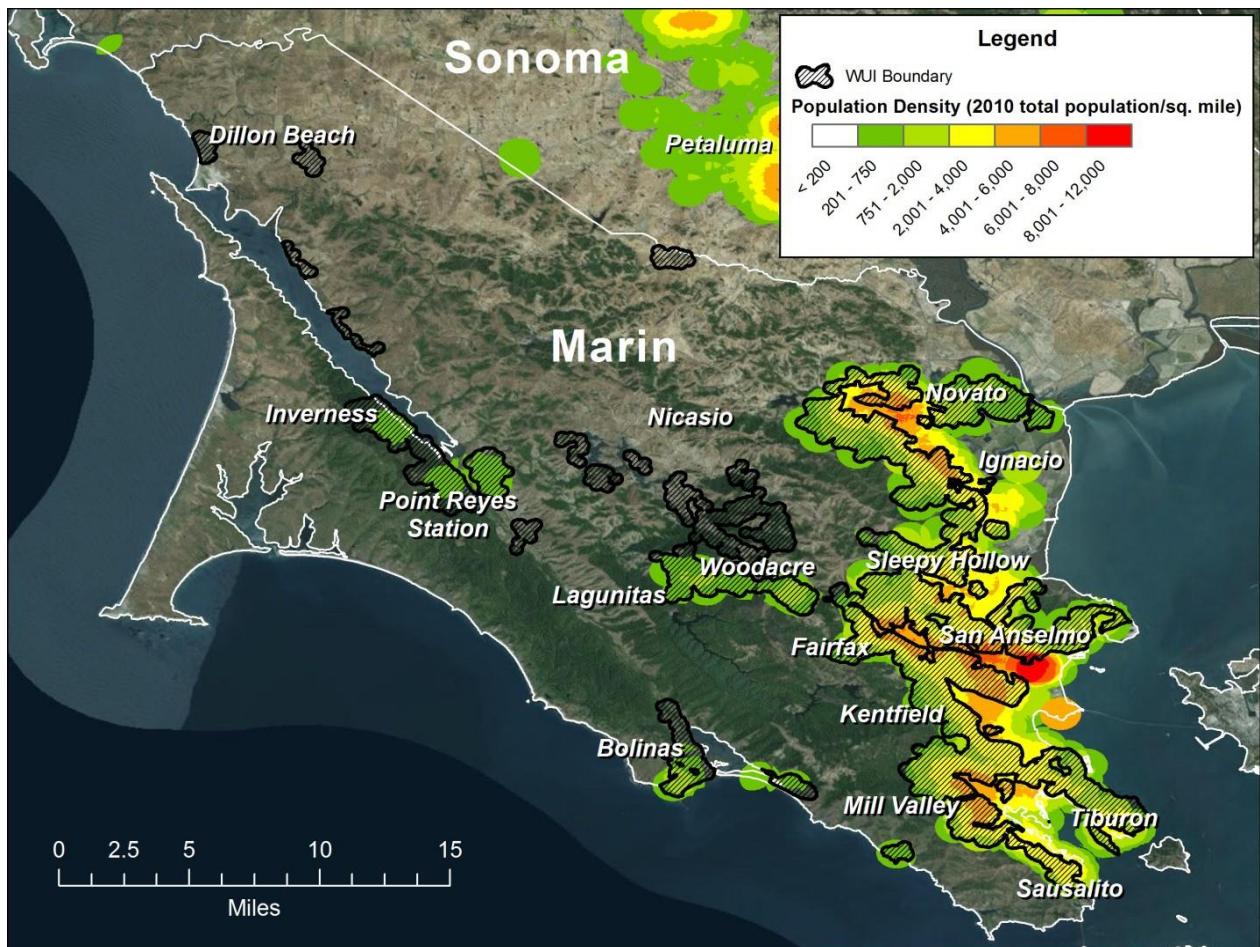 Sonoma
Legend
WUI Boundary
Population Density (2010 total population/sq. mile)
< 200
201 - 750
751 - 2,000
2,001 - 4,000
4,001 - 6,000
6,001 - 8,000
8,001 - 12,000
Dillon Beach
Petaluma
Marin
Novato
Inverness
Nicasio
Ignacio
Point Reyes
Station
Sleepy Hollow
Woodacre
Lagunitas
San Anselmo
Fairfax
Kentfield
Bolinas
Mill Valley
Tiburon
Sausalito
0 2.5 5 10 15
Miles